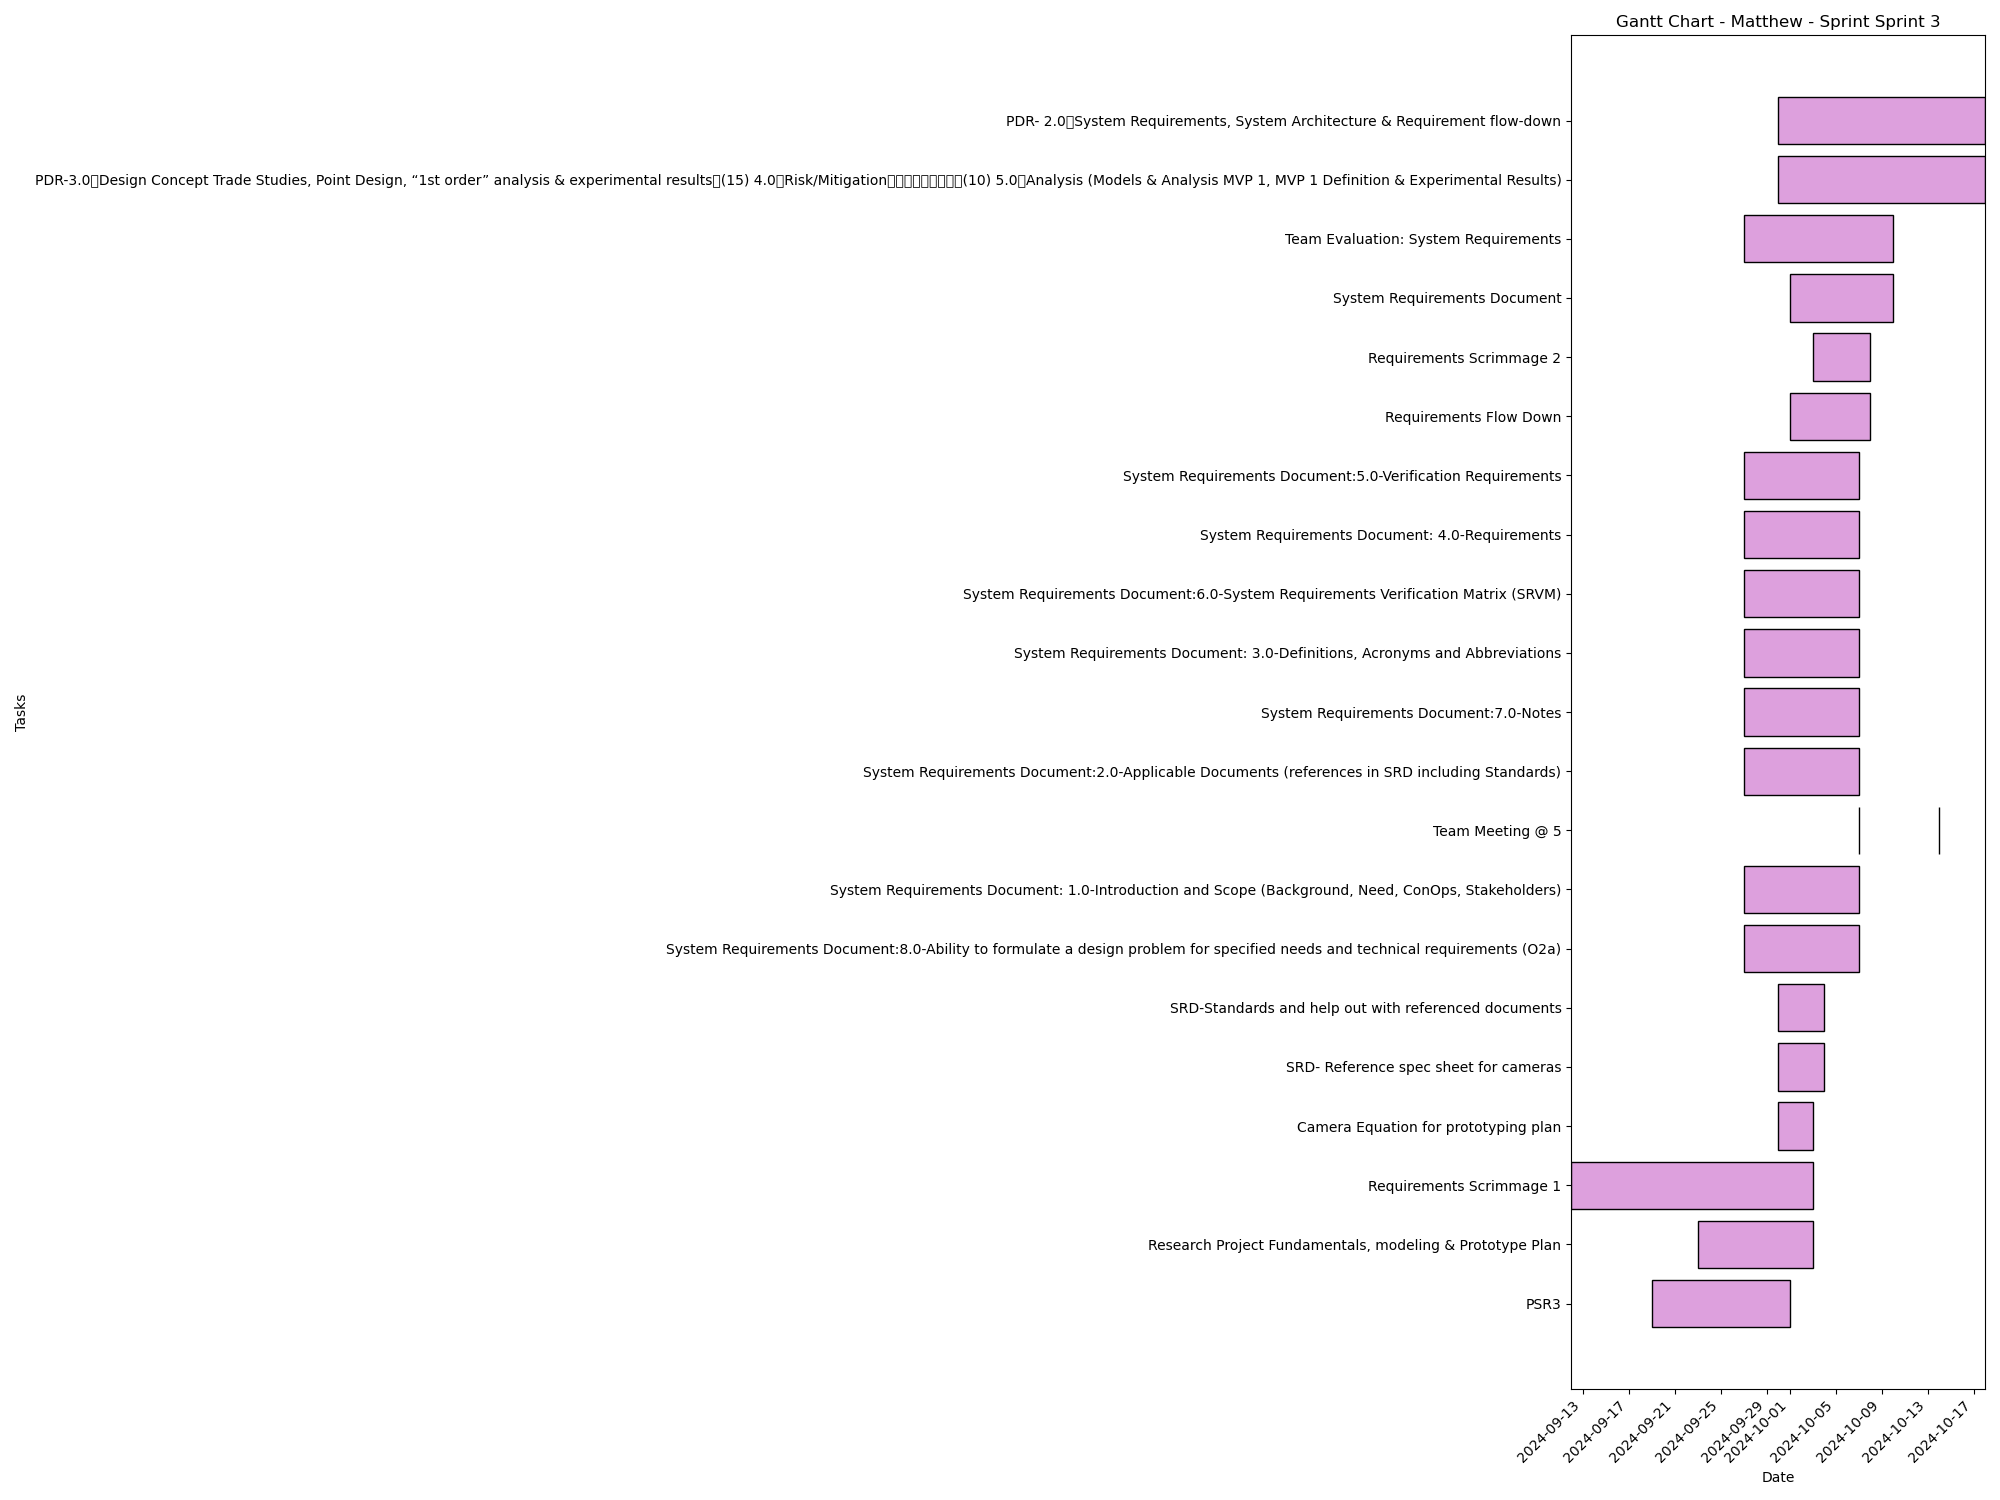 Gantt Chart - Matthew - Sprint Sprint 3
PDR- 2.0▯System Requirements, System Architecture & Requirement flow-down
PDR-3.0▯Design Concept Trade Studies, Point Design, “1st order” analysis & experimental results▯(15) 4.0▯Risk/Mitigation▯▯▯▯▯▯▯▯▯(10) 5.0▯Analysis (Models & Analysis MVP 1, MVP 1 Definition & Experimental Results)
Team Evaluation: System Requirements
System Requirements Document
Requirements Scrimmage 2
Requirements Flow Down
System Requirements Document:5.0-Verification Requirements
System Requirements Document: 4.0-Requirements
System Requirements Document:6.0-System Requirements Verification Matrix (SRVM)
System Requirements Document: 3.0-Definitions, Acronyms and Abbreviations
System Requirements Document:7.0-Notes
System Requirements Document:2.0-Applicable Documents (references in SRD including Standards)
Team Meeting @ 5
System Requirements Document: 1.0-Introduction and Scope (Background, Need, ConOps, Stakeholders)
System Requirements Document:8.0-Ability to formulate a design problem for specified needs and technical requirements (O2a)
SRD-Standards and help out with referenced documents
SRD- Reference spec sheet for cameras
Camera Equation for prototyping plan
Requirements Scrimmage 1
Research Project Fundamentals, modeling & Prototype Plan
PSR3
Tasks
2024-09-13
2024-09-17
2024-09-21
2024-09-25
2024-09-29
2024-10-01
2024-10-05
2024-10-09
2024-10-13
2024-10-17
Date